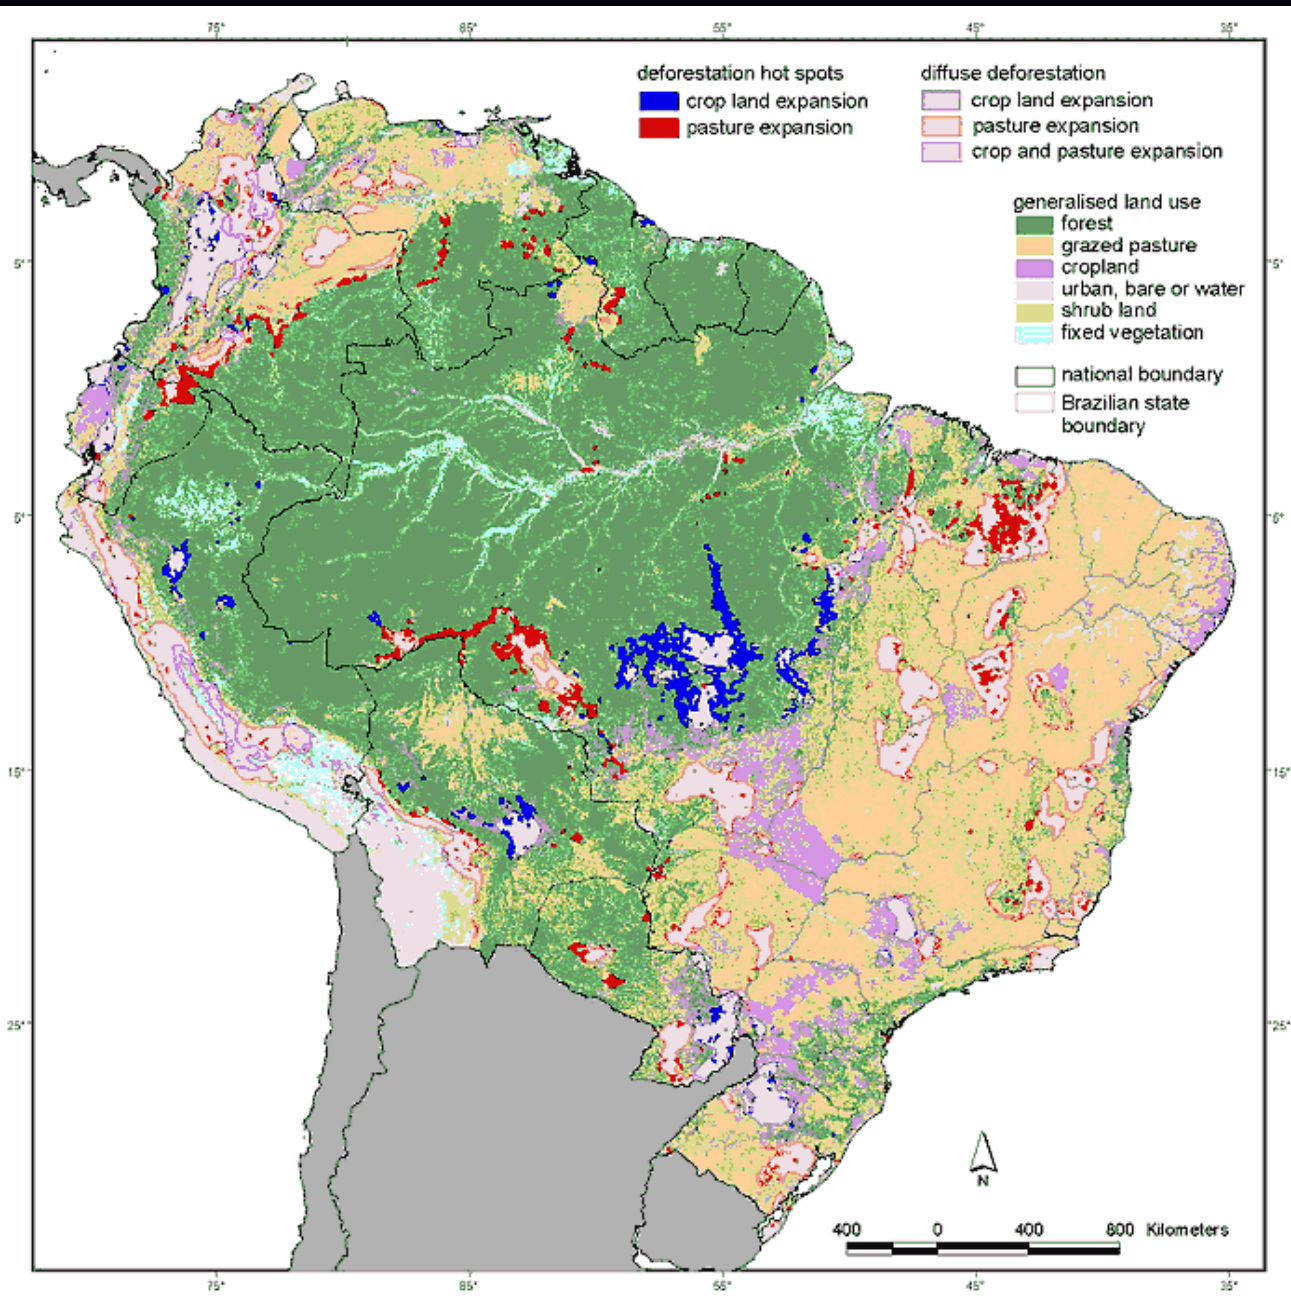 75°
65°
45°
35°
deforestation hot spots
crop land expansion
pasture expansion
diffuse deforestation
crop land expansion
pasture expansion
crop and pasture expansion
generalised land use
forest
grazed pasture
cropland
urban, bare or water
shrub land
fixed vegetation
national boundary
Brazilian state
boundary
5°
5°
5°
5°
15°
15°
25°
25°
N
400 0 400 800 Kilometers
75°
65°
55°
45°
35°